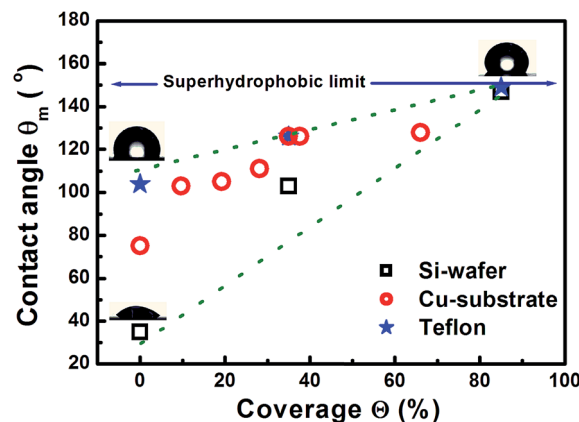 Contact angle θm (°)
160
140
120
100
80
60
40
20
Superhydrophobic limit
Si-wafer
Cu-substrate
Teflon
0 20 40 60 80 100
Coverage Θ (%)